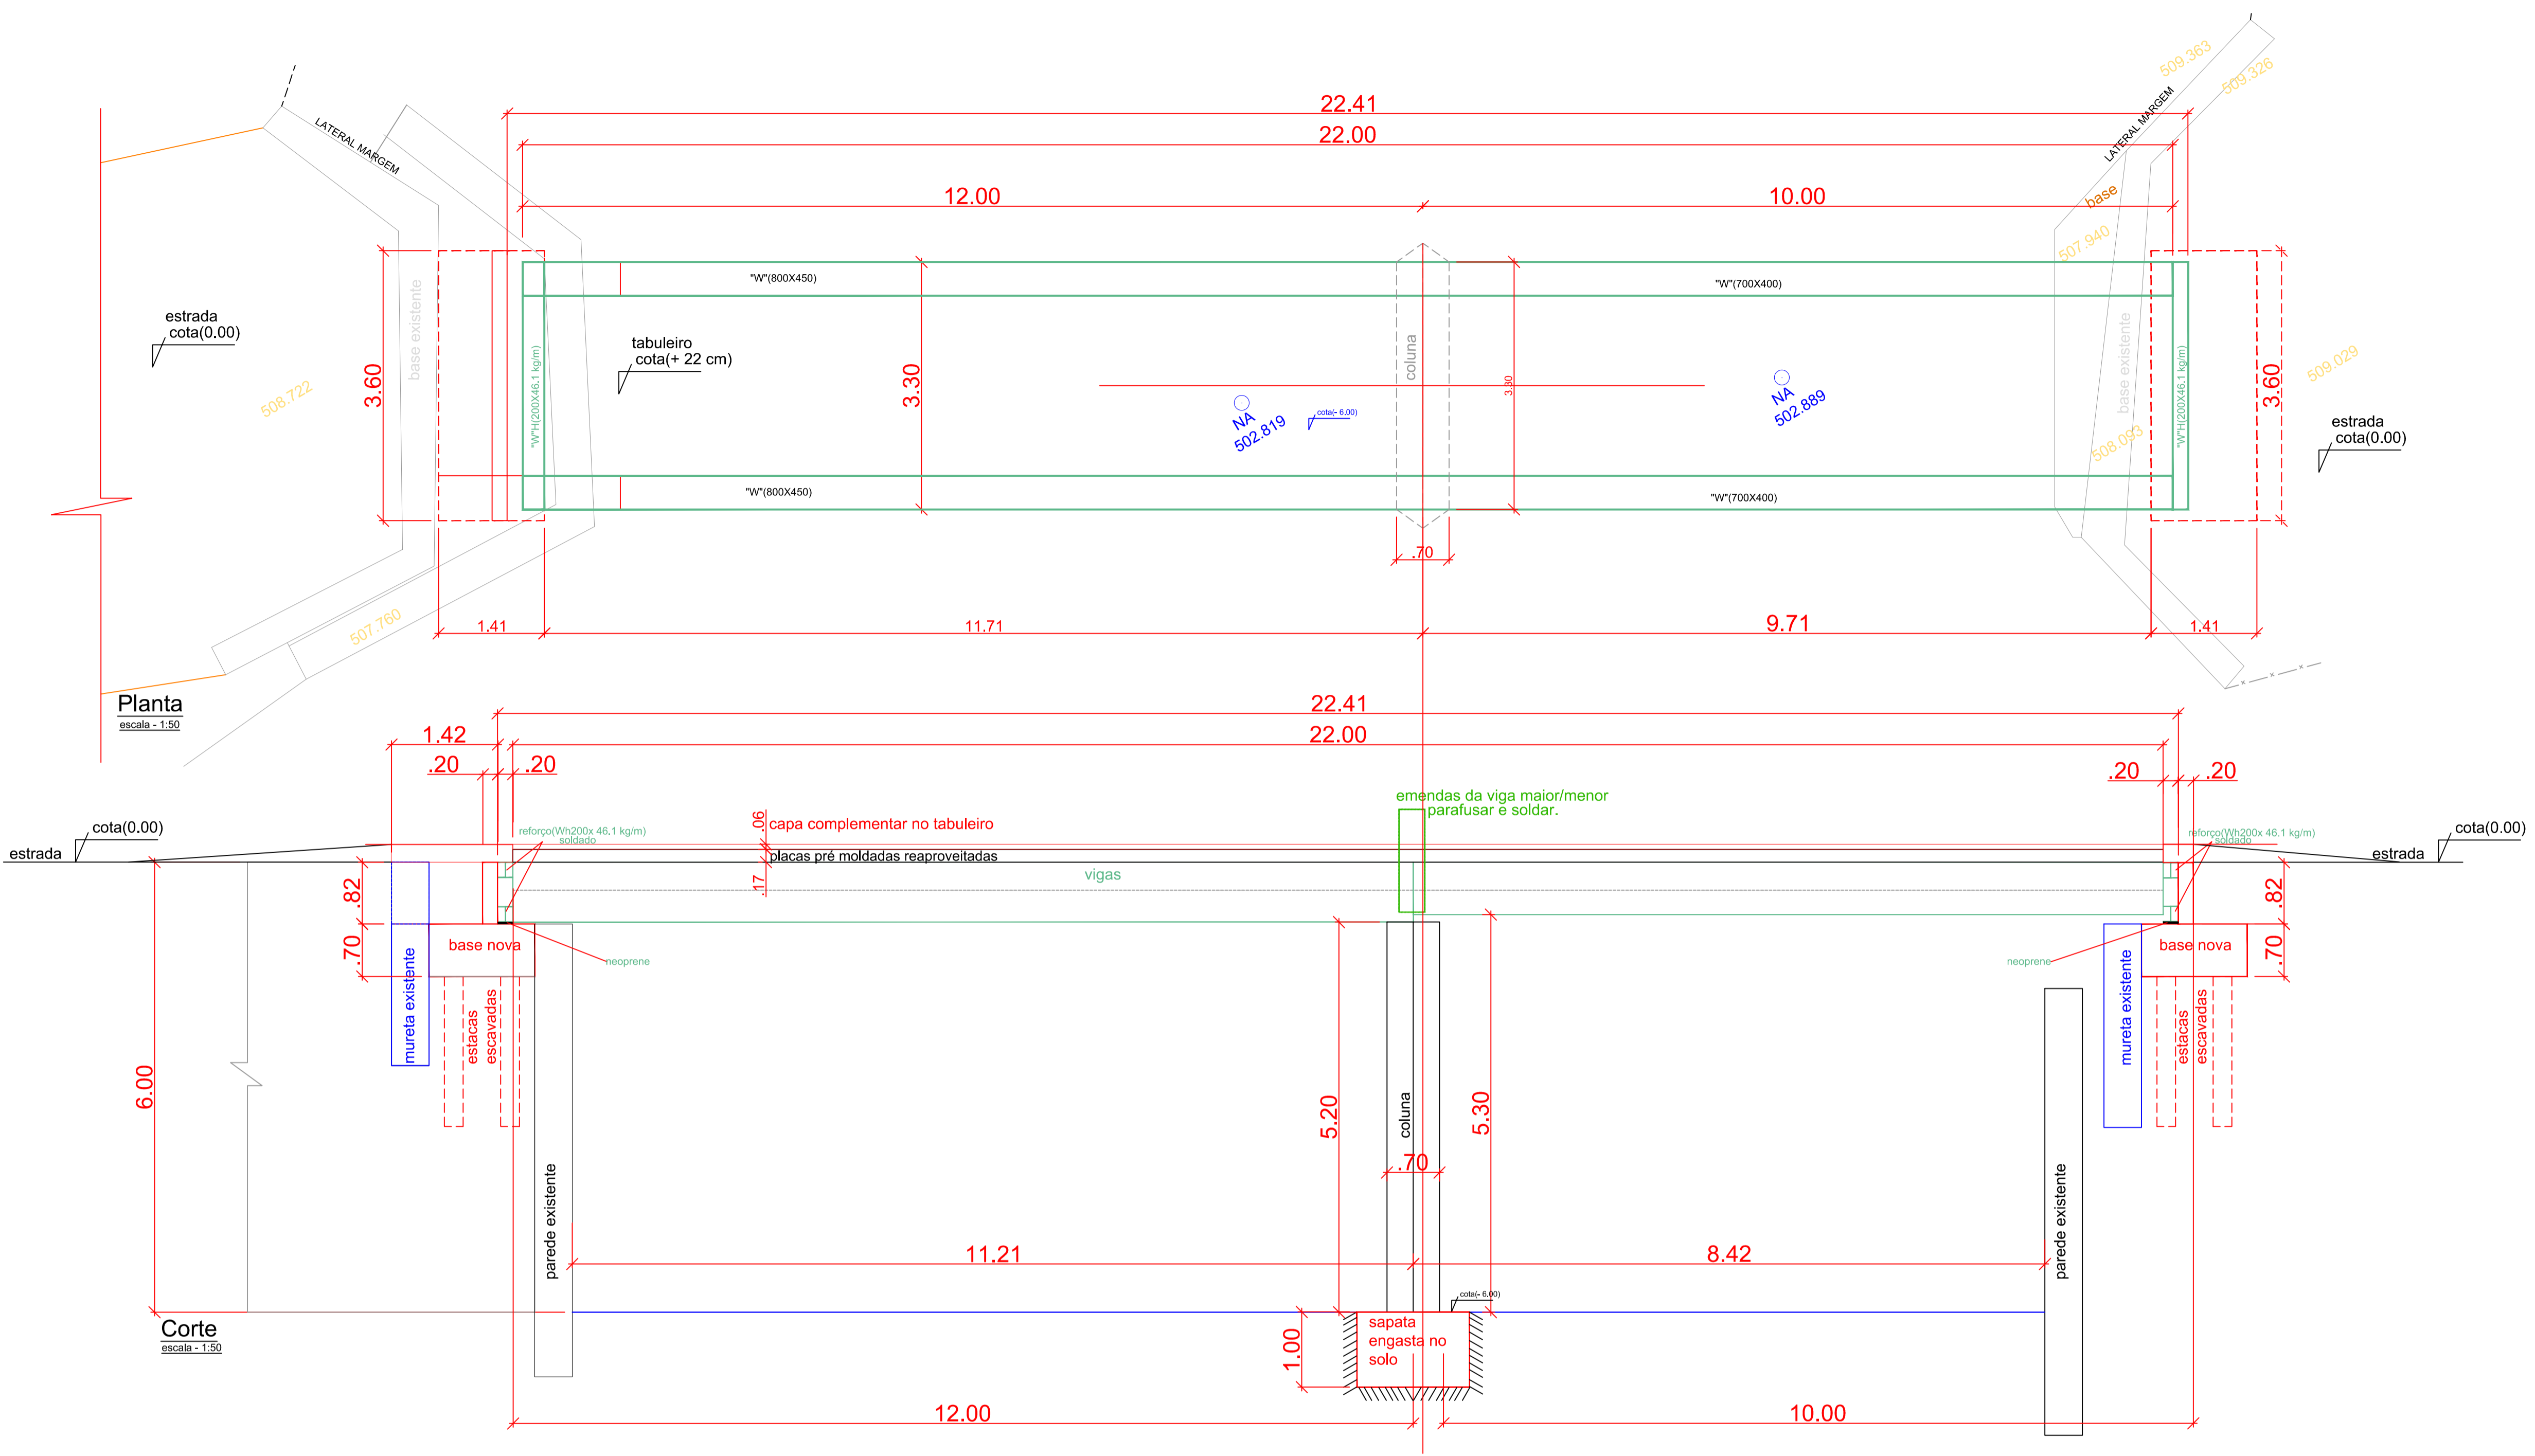 509.363
509.326
22.41
LATERAL MARGEM
LATERAL MARGEM
22.00
12.00
10.00
base
507.940
"W"(800X450)
"W"(700X400)
base existente
estrada
cota(0.00)
508.722
3.60
"W"H(200X46,1 kg/m)
tabuleiro
cota(+ 22 cm)
3.30
coluna
3.30
NA
502.819
cota(- 6,00)
NA
502.889
base existente
508.093
"W"H(200X46,1 kg/m)
3.60
509.029
estrada
cota(0.00)
"W"(800X450)
"W"(700X400)
.70
507.760
1.41
11.71
9.71
1.41
Planta
escala - 1:50
22.41
1.42
22.00
.20
.20
.20
.20
emendas da viga maior/menor
parafusar e soldar.
cota(0.00)
estrada
reforço(Wh200x 46,1 kg/m)
soldado
.06
capa complementar no tabuleiro
placas pré moldadas reaproveitadas
.17
vigas
reforço(Wh200x 46,1 kg/m)
soldado
cota(0.00)
estrada
.82
.70
base nova
neoprene
mureta existente
estacas
escavadas
.82
.70
base nova
neoprene
mureta existente
estacas
escavadas
6.00
5.20
coluna
5.30
.70
parede existente
parede existente
11.21
8.42
cota(- 6.00)
Corte
escala - 1:50
1.00
sapata
engasta no
solo
12.00
10.00